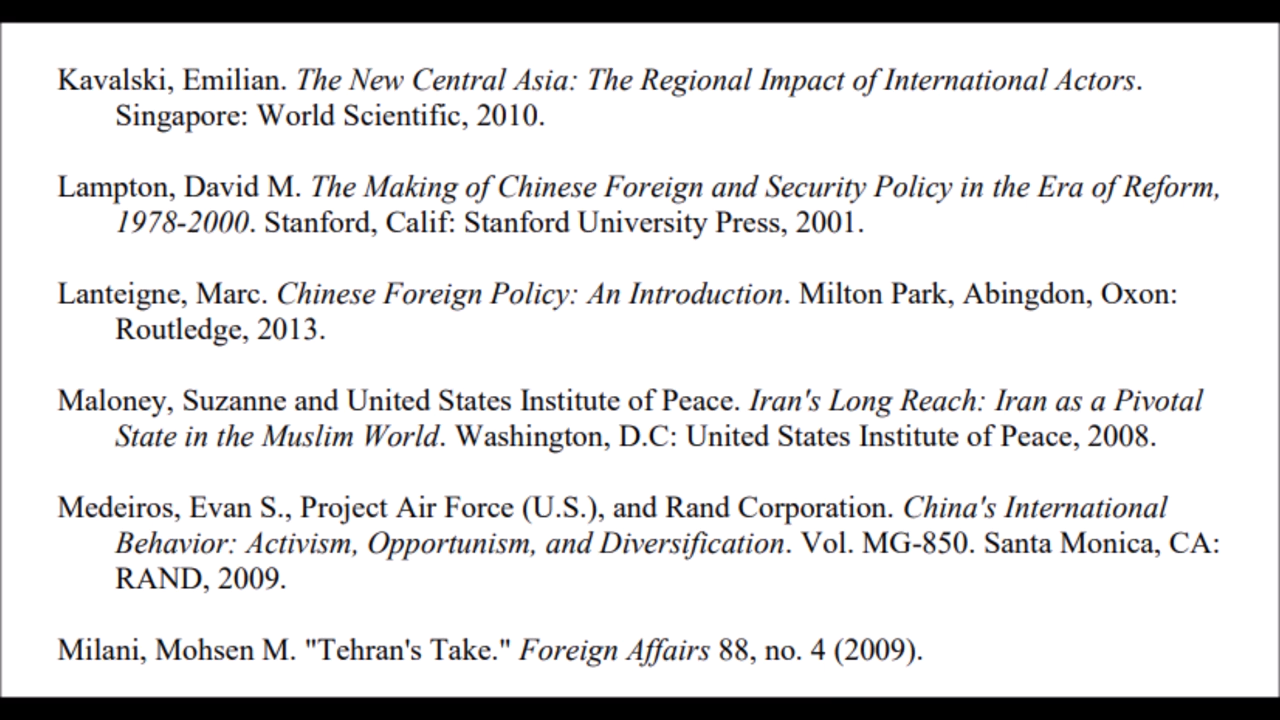 Kavalski, Emilian. The New Central Asia: The Regional Impact of International Actors.
Singapore: World Scientific, 2010.
Lampton, David M. The Making of Chinese Foreign and Security Policy in the Era of Reform,
1978-2000. Stanford, Calif: Stanford University Press, 2001.
Lanteigne, Marc. Chinese Foreign Policy: An Introduction. Milton Park, Abingdon, Oxon:
Routledge, 2013.
Maloney, Suzanne and United States Institute of Peace. Iran's Long Reach: Iran as a Pivotal
State in the Muslim World. Washington, D.C: United States Institute of Peace, 2008.
Medeiros, Evan S., Project Air Force (U.S.), and Rand Corporation. China's International
Behavior: Activism, Opportunism, and Diversification. Vol. MG-850. Santa Monica, CA:
RAND, 2009.
Milani, Mohsen M. "Tehran's Take." Foreign Affairs 88, no. 4 (2009).